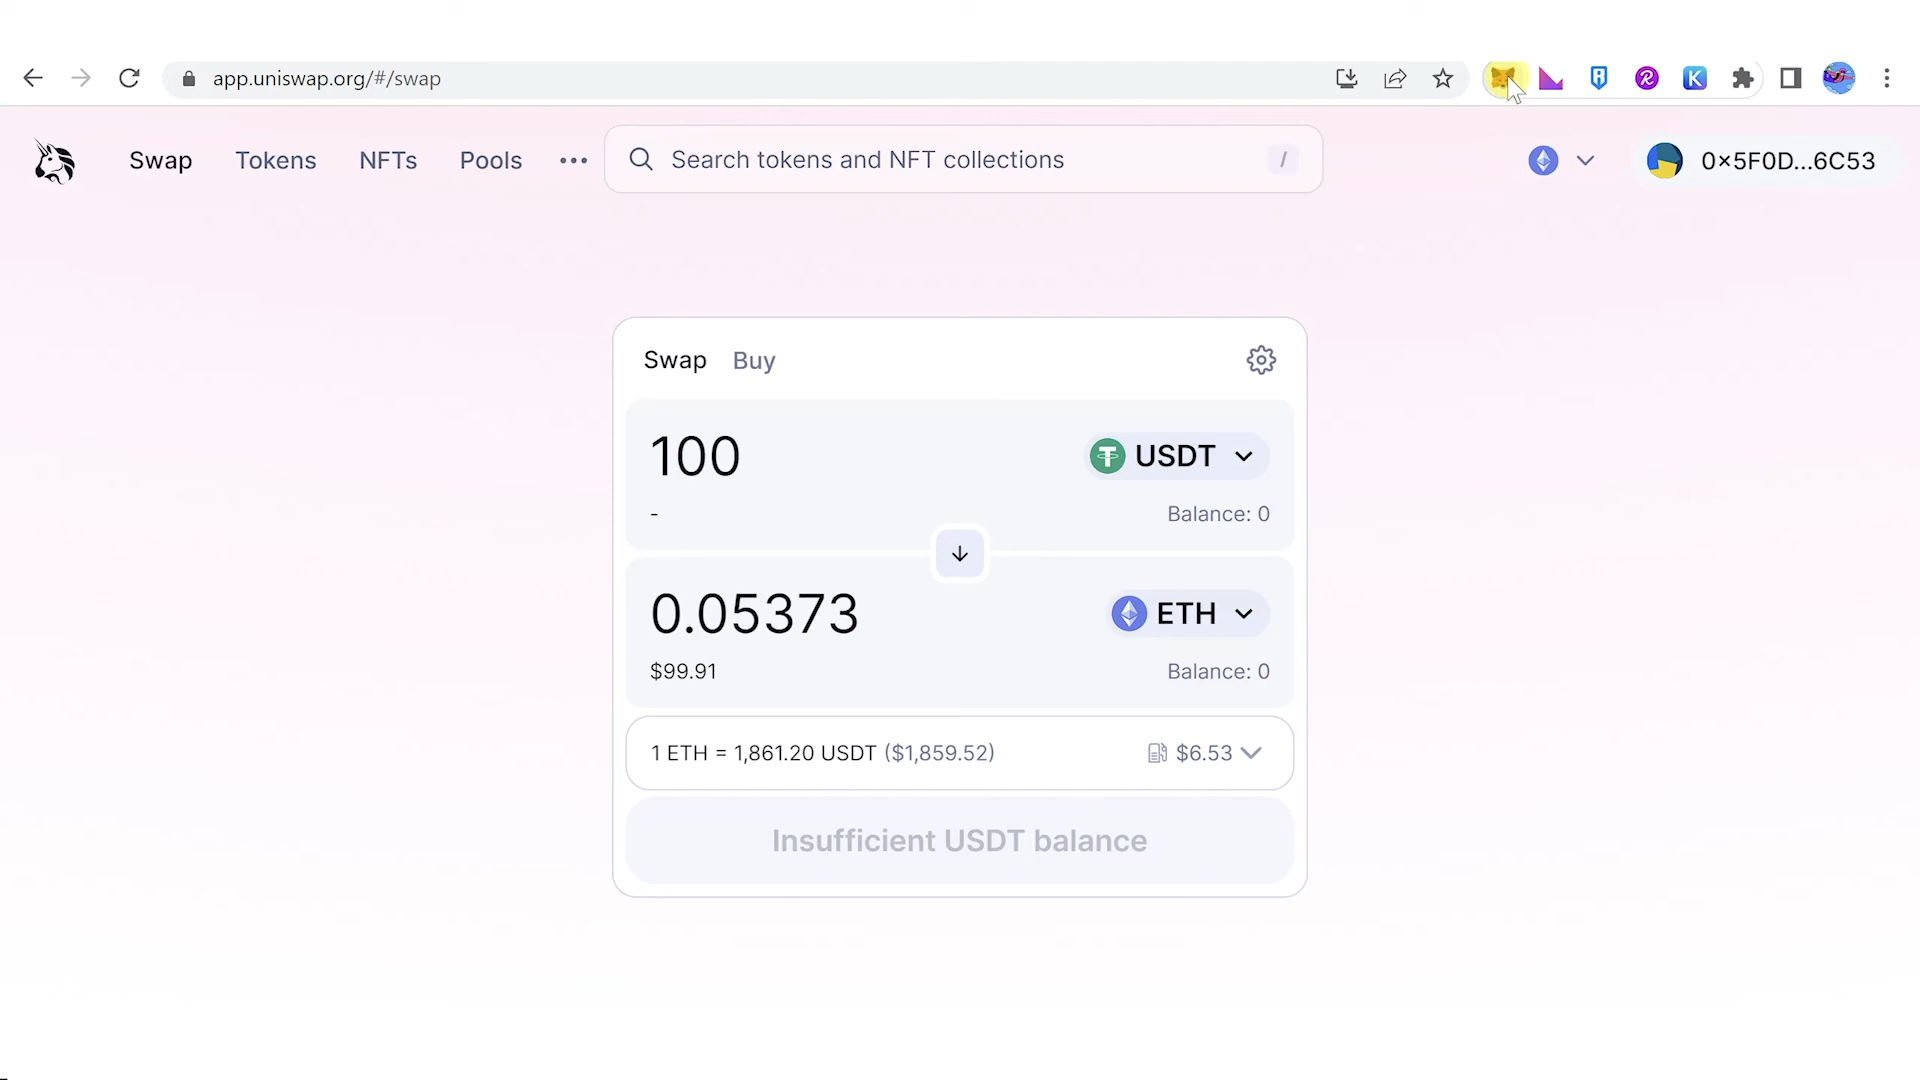 app.uniswap.org/#/swap
Swap
Tokens
NFTs
Pools
Search tokens and NFT collections
/
0×5F0D...6C53
Swap Buy
100
USDT
-
Balance: 0
0.05373
ETH
$99.91
Balance: 0
1 ETH = 1,861.20 USDT ($1,859.52)
$6.53
Insufficient USDT balance